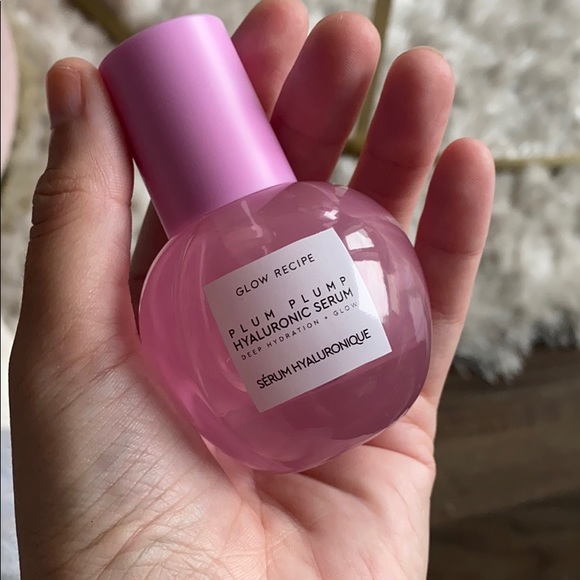 GLOW RECIPE
PLUM PLUMP
HYALURONIC SERUM
DEEP HYDRATION + GLOW
SÉRUM HYALURONIQUE